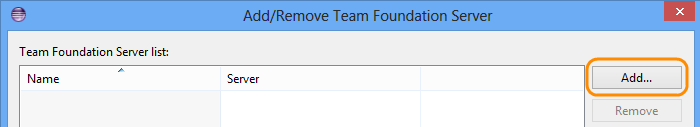 Add/Remove Team Foundation Server
Team Foundation Server list:
Name Server
Add...
Remove